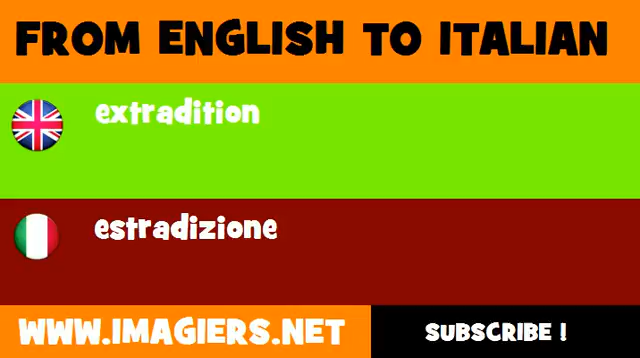 FROM ENGLISH TO ITALIAN
extradition
estradizione
WWW.IMAGIERS.NET
SUBSCRIBE !